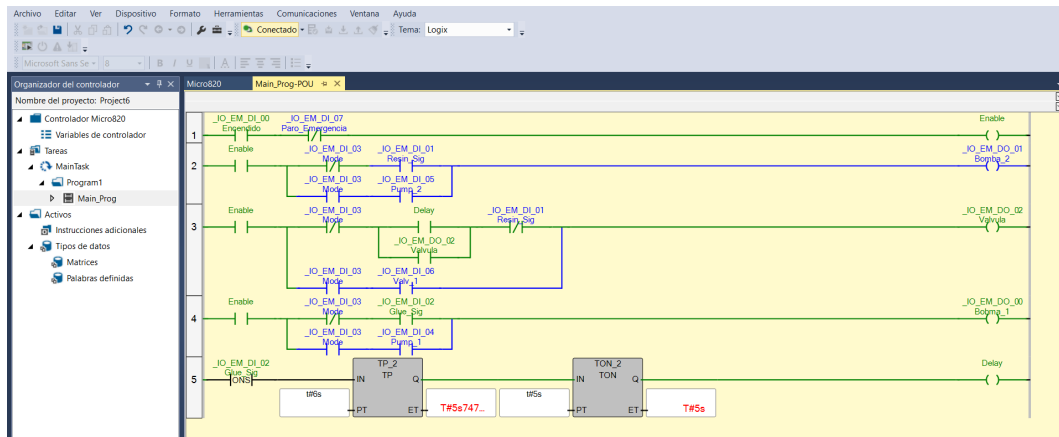 Archivo Editar Ver Dispositivo Formato Herramientas Comunicaciones Ventana Ayuda
Conectado Tema: Logix
Microsoft Sans Se 8 B I U A
Organizador del controlador
Micro820 Main_Prog-POU
Nombre del proyecto: Project6
Controlador Micro820
Variables de controlador
Tareas
MainTask
Program1
Main_Prog
Activos
Instrucciones adicionales
Tipos de datos
Matrices
Palabras definidas
_IO_EM_DI_00 _IO_EM_DI_07 Enable
Encendido Paro_Emergencia
1
Enable _IO_EM_DI_03 _IO_EM_DI_01 _IO_EM_DO_01
Mode Resin_Sig Bomba_2
2
_IO_EM_DI_03 _IO_EM_DI_05
Mode Pump_2
Enable _IO_EM_DI_03 Delay _IO_EM_DI_01 _IO_EM_DO_02
Mode Resin_Sig Valvula
3
_IO_EM_DO_02
Valvula
_IO_EM_DI_03 _IO_EM_DI_06
Mode Valv_1
Enable _IO_EM_DI_03 _IO_EM_DI_02 _IO_EM_DO_00
Mode Glue_Sig Bobma_1
4
_IO_EM_DI_03 _IO_EM_DI_04
Mode Pump_1
_IO_EM_DI_02 TP_2 TON_2 Delay
Glue_Sig TP TON
5 ONS IN Q IN Q
t#6s t#5s
PT ET T#5s747... PT ET T#5s